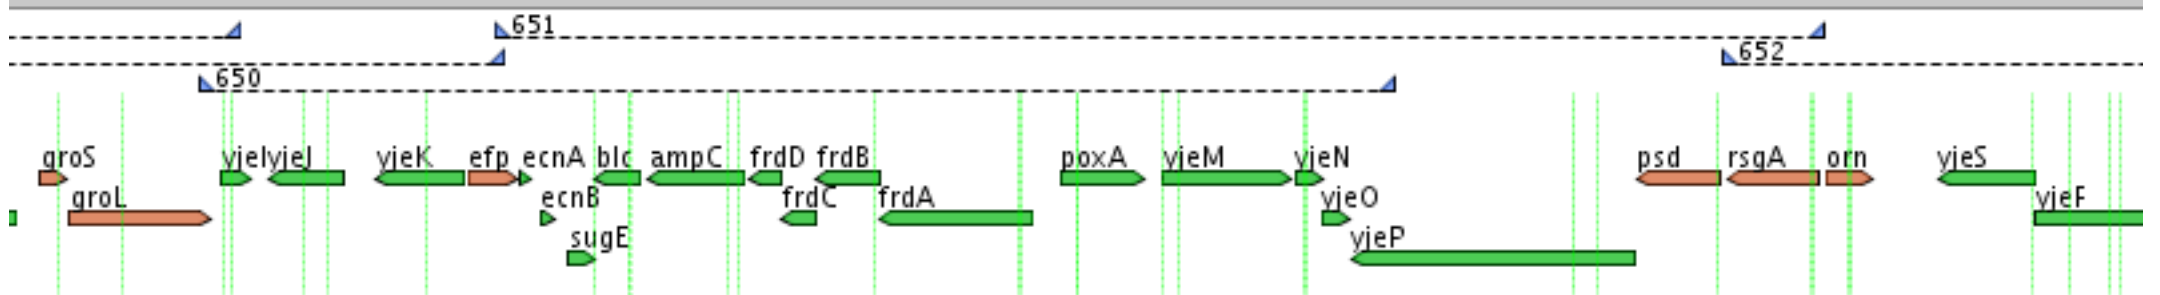 651
652
650
groS yjeI yjeJ yjeK efp ecnA blc ampC frdD frdB poxA yjeM yjeN psd rsgA orn yjeS
groL ecnB frdC frdA yjeO yjeF
sugE yjeP